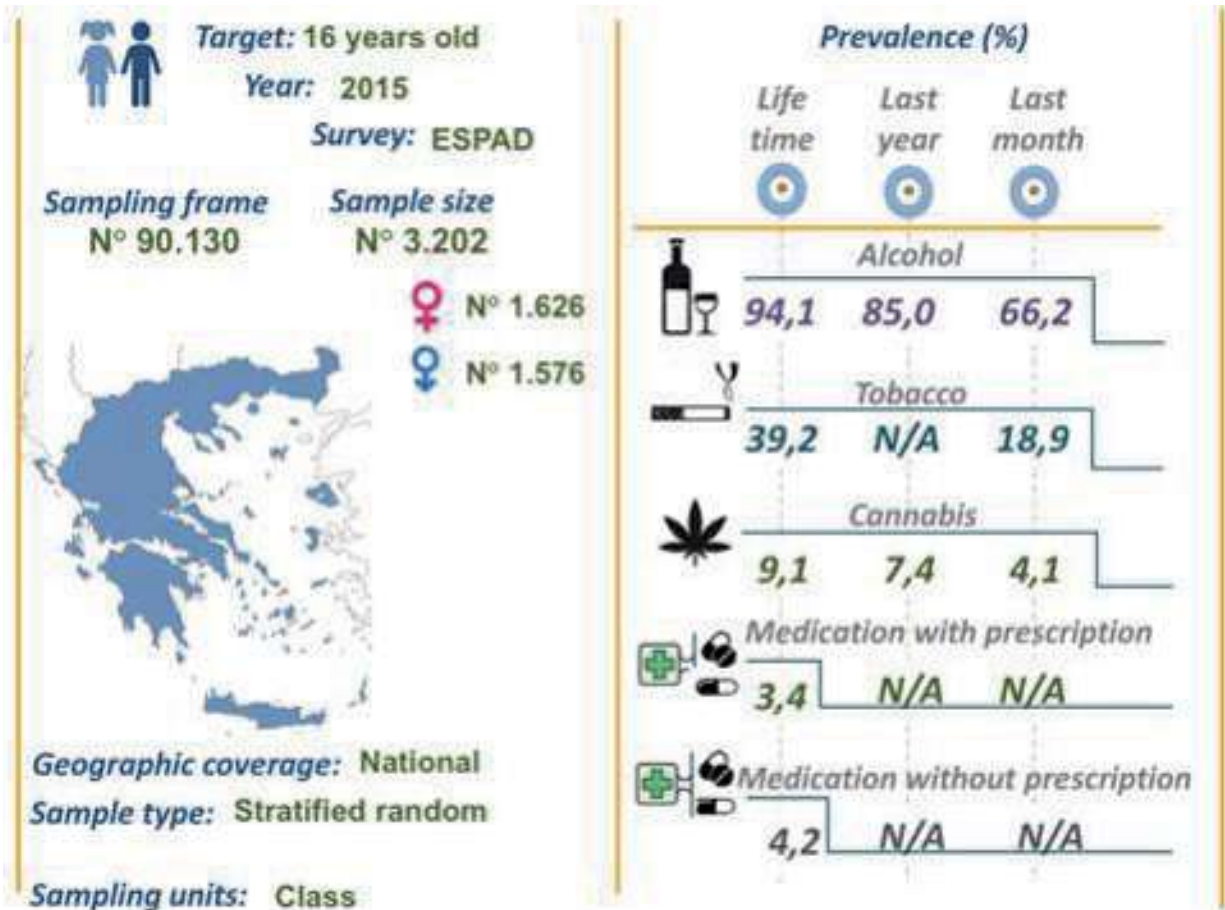 Target: 16 years old
Year: 2015
Survey: ESPAD
Sampling frame
N° 90.130
Sample size
N° 3.202
N° 1.626
N° 1.576
Geographic coverage: National
Sample type: Stratified random
Sampling units: Class
Prevalence (%)
Life time
Last year
Last month
Alcohol
94,1 85,0 66,2
Tobacco
39,2 N/A 18,9
Cannabis
9,1 7,4 4,1
Medication with prescription
3,4 N/A N/A
Medication without prescription
4,2 N/A N/A